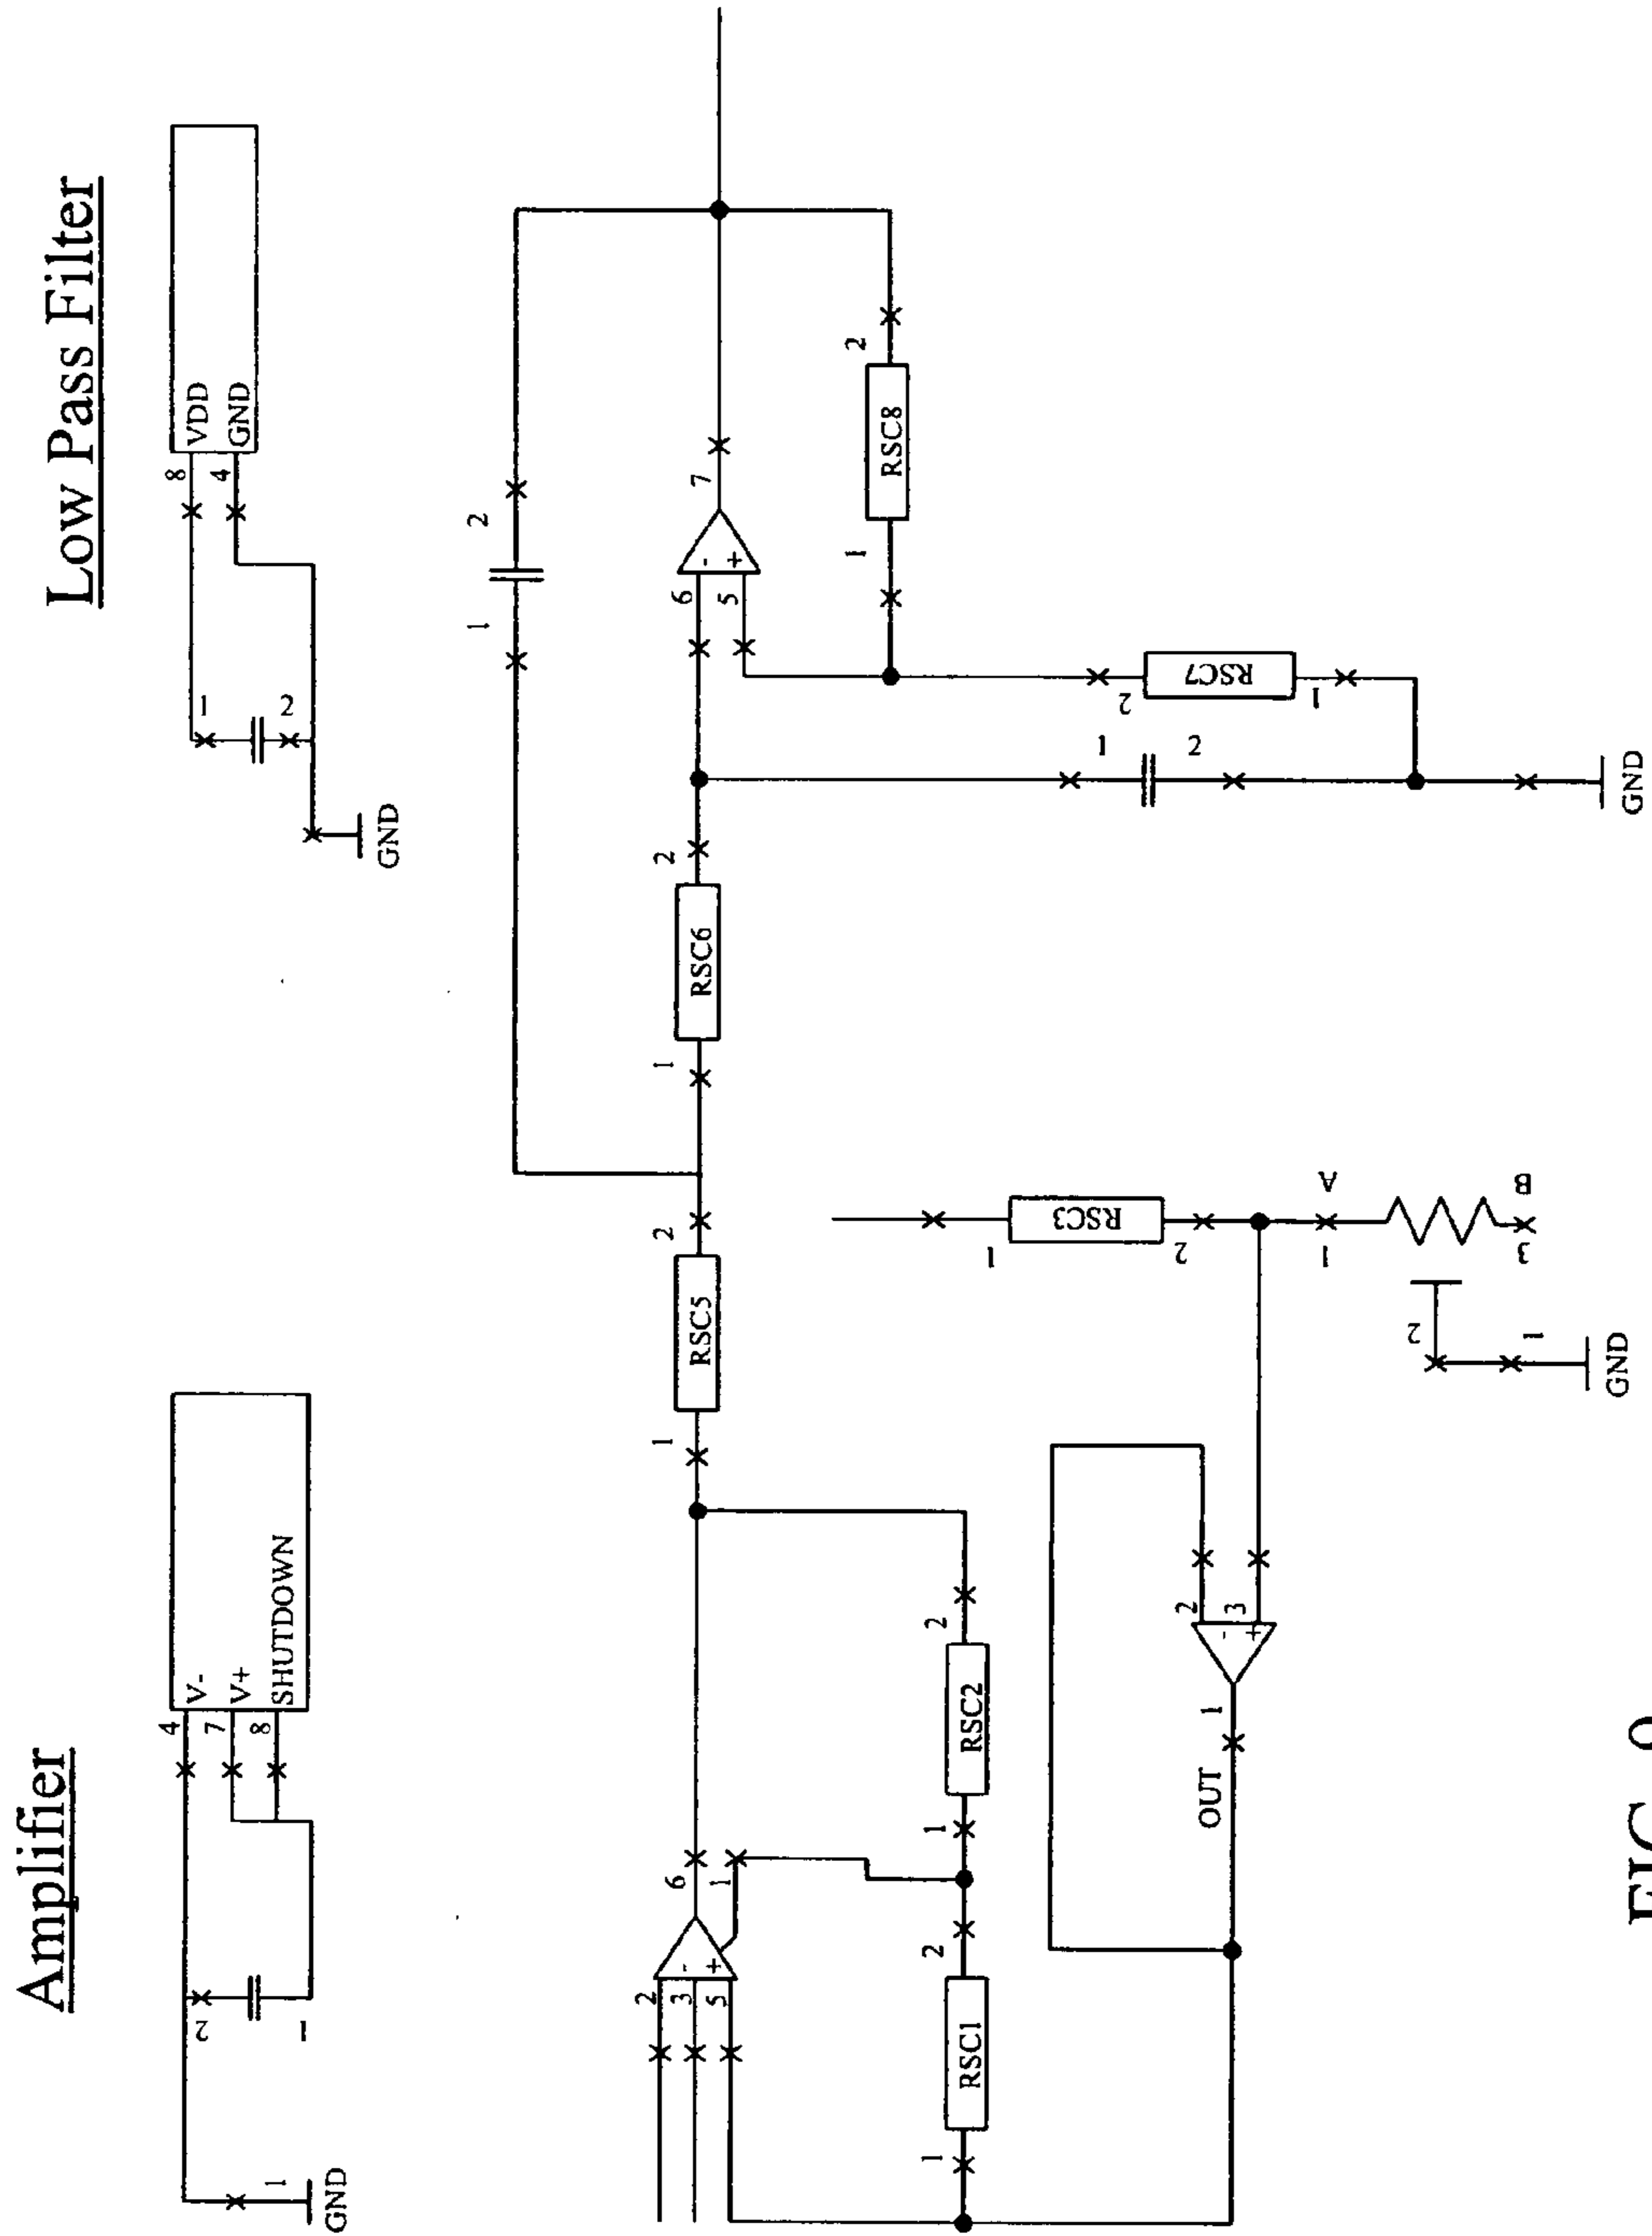 Amplifier
Low Pass Filter
4
V-
7
V+
8
SHUTDOWN
2
1
1
GND
8
VDD
4
GND
1
2
GND
1
2
2
3
5
-
+
6
1
1
RSC5
2
1
RSC6
2
6
5
-
+
7
1
RSC8
2
1
RSC1
2
1
RSC2
2
1
2
2
RSC7
1
GND
1
RSC3
2
OUT
1
2
3
-
+
1
A
3
B
2
1
GND
FIG.